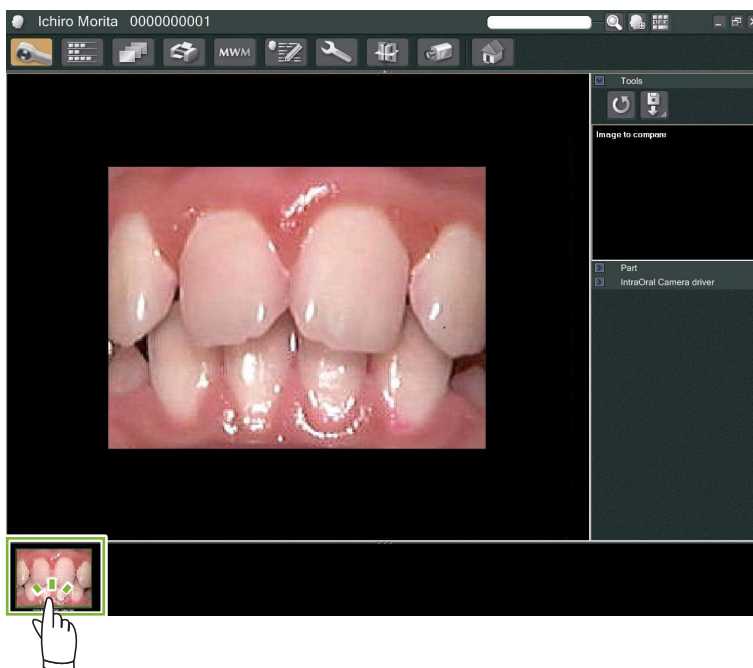 Ichiro Morita 0000000001
MWM
Tools
Image to compare
Part
IntraOral Camera driver